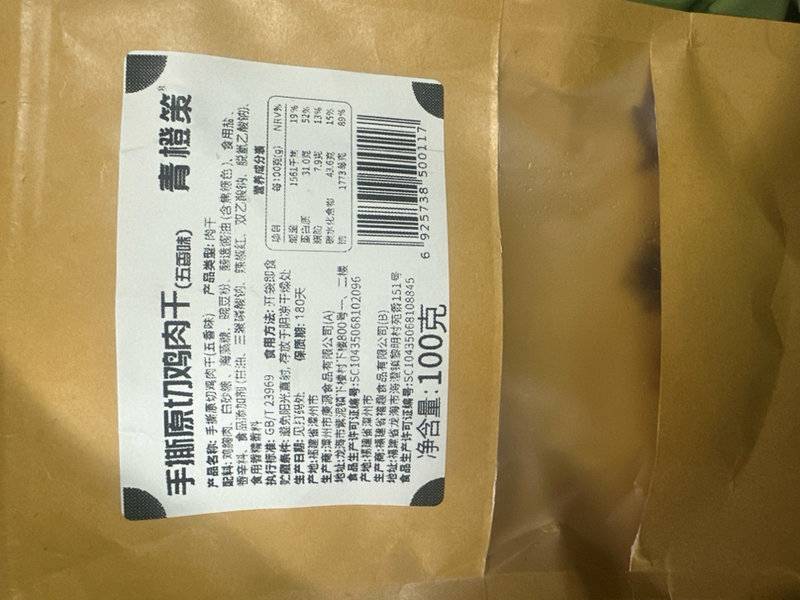 手撕原切鸡肉干(五香味)
青橙策®
产品名称: 手撕原切鸡肉干(五香味) 产品类型: 肉干
配料: 鸡胸肉、白砂糖、海藻糖、豌豆粉、酿造酱油(含焦糖色)、食用盐、
香辛料、食品添加剂(甘油、三聚磷酸钠、辣椒红、双乙酸钠、脱氢乙酸钠)、
食用香精香料
执行标准: GB/T 23969 食用方法: 开袋即食
贮藏条件: 避免阳光直射, 存放于阴凉干燥处
生产日期: 见打码处 保质期: 180天
产地:福建省漳州市
生产商:漳州市 食品有限公司(A)
地址:龙海市紫泥镇下楼村下楼800号一、二楼
食品生产许可证编号:SC10435068102096
产地:福建省漳州市
生产商:福建省 食品有限公司(B)
地址:福建省龙海市海澄镇黎明村苑斋151号
食品生产许可证编号:SC10435068108845
净含量:100克
营养成分表
项目 每100克(g) NRV%
能量 1561千焦 19%
蛋白质 31.0克 52%
脂肪 7.9克 13%
碳水化合物 43.6克 15%
钠 1773毫克 89%
6 925738 500117